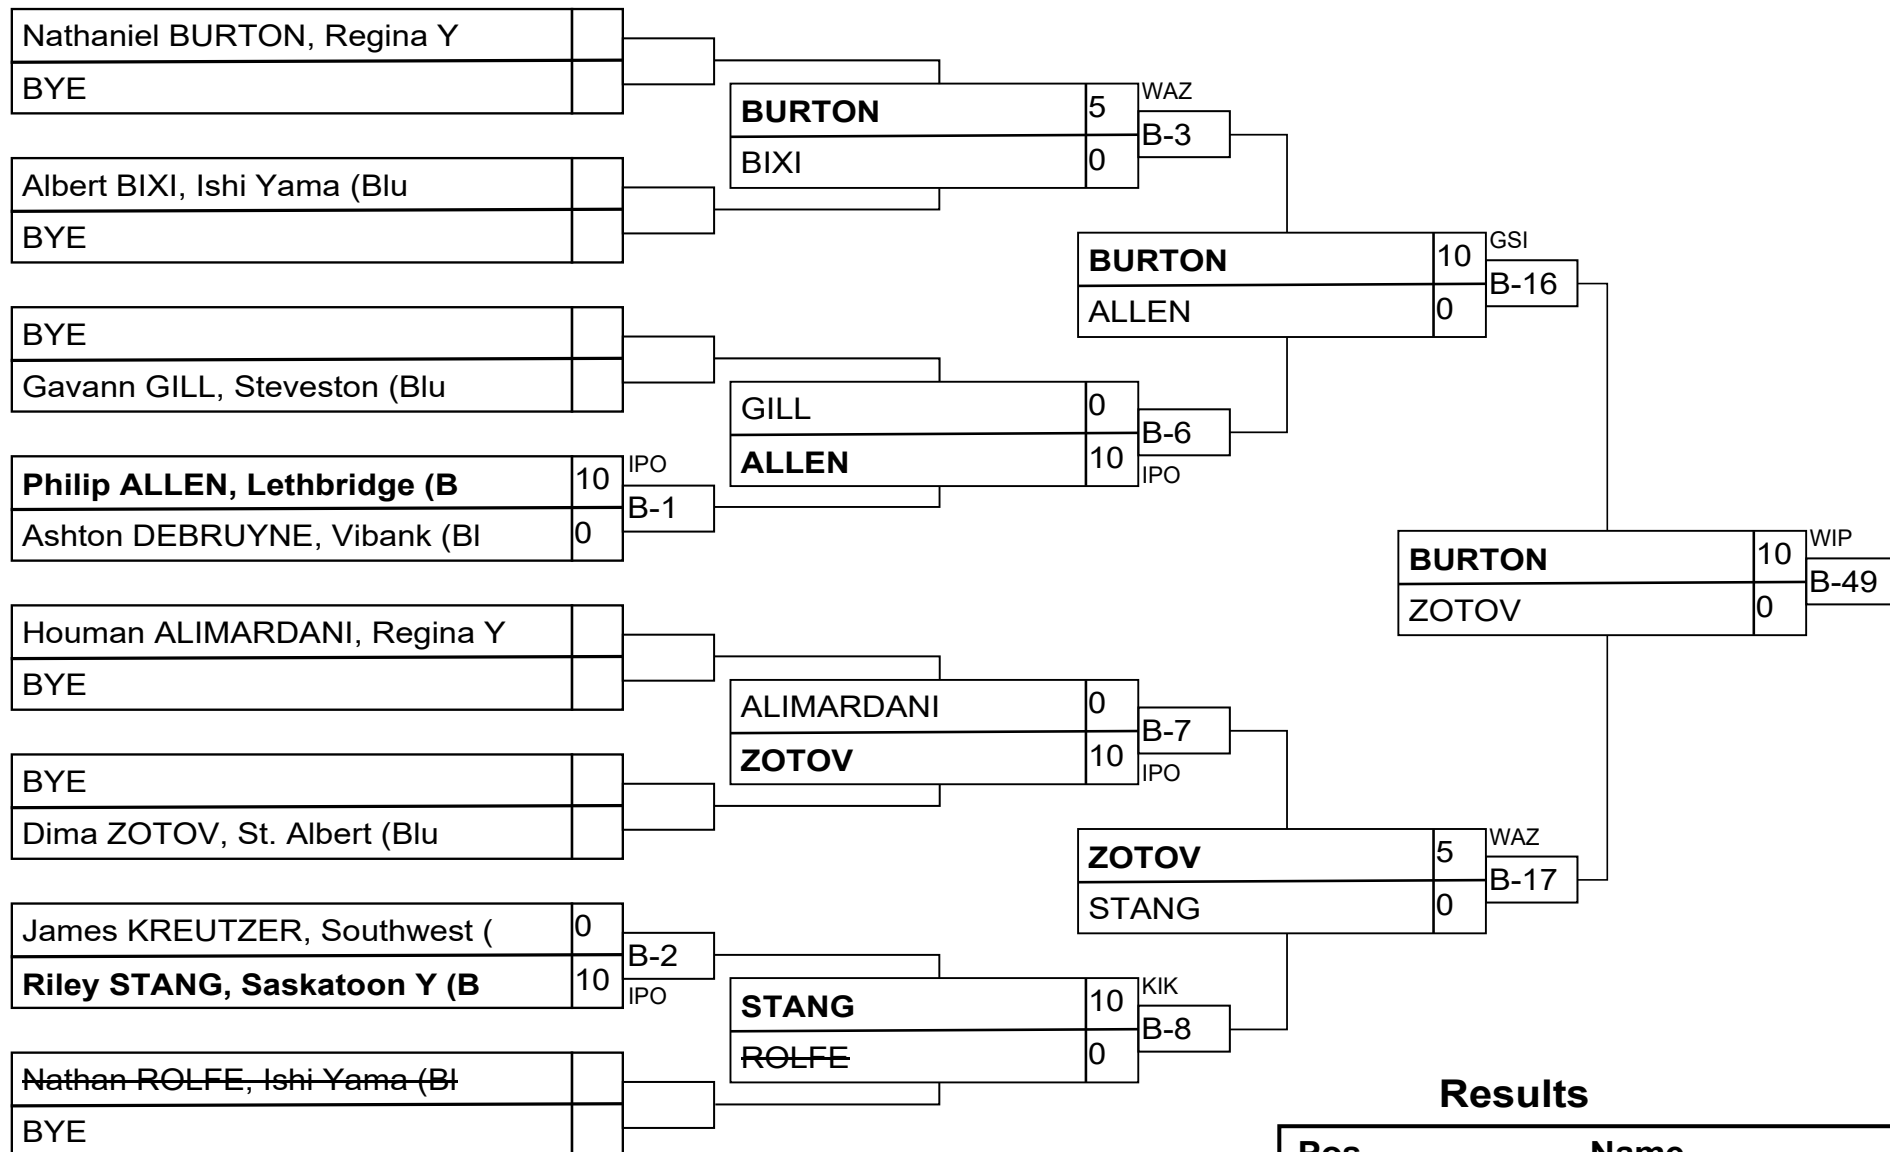 Nathaniel BURTON, Regina Y
BYE
Albert BIXI, Ishi Yama (Blu
BYE
BYE
Gavann GILL, Steveston (Blu
Philip ALLEN, Lethbridge (B 10 IPO
Ashton DEBRUYNE, Vibank (Bl 0
B-1
Houman ALIMARDANI, Regina Y
BYE
BYE
Dima ZOTOV, St. Albert (Blu
James KREUTZER, Southwest ( 0
Riley STANG, Saskatoon Y (B 10 IPO
B-2
Nathan ROLFE, Ishi Yama (Bl
BYE
BURTON 5 WAZ
BIXI 0
B-3
GILL 0
ALLEN 10 IPO
B-6
ALIMARDANI 0
ZOTOV 10 IPO
B-7
STANG 10 KIK
ROLFE 0
B-8
BURTON 10 GSI
ALLEN 0
B-16
ZOTOV 5 WAZ
STANG 0
B-17
BURTON 10 WIP
ZOTOV 0
B-49
Results
Pos Name